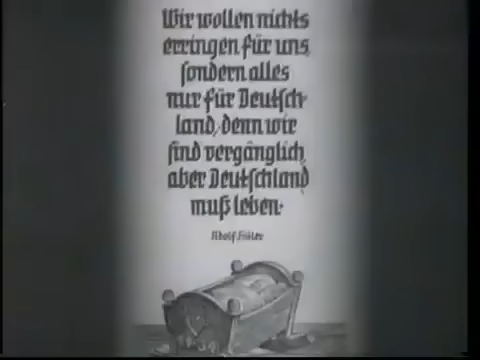 Wir wollen nichts
erringen für uns,
sondern alles
nur für Deutsch-
land, denn wir
sind vergänglich,
aber Deutschland
muß leben.
Adolf Hitler